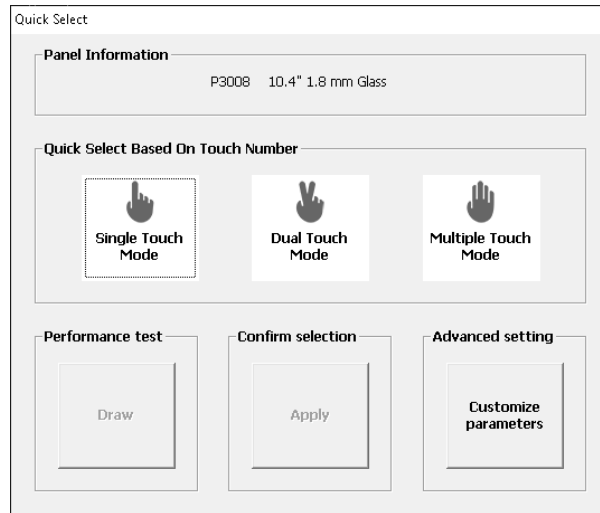 Quick Select
Panel Information
P3008 10.4" 1.8 mm Glass
Quick Select Based On Touch Number
Single Touch
Mode
Dual Touch
Mode
Multiple Touch
Mode
Performance test
Confirm selection
Advanced setting
Draw
Apply
Customize
parameters